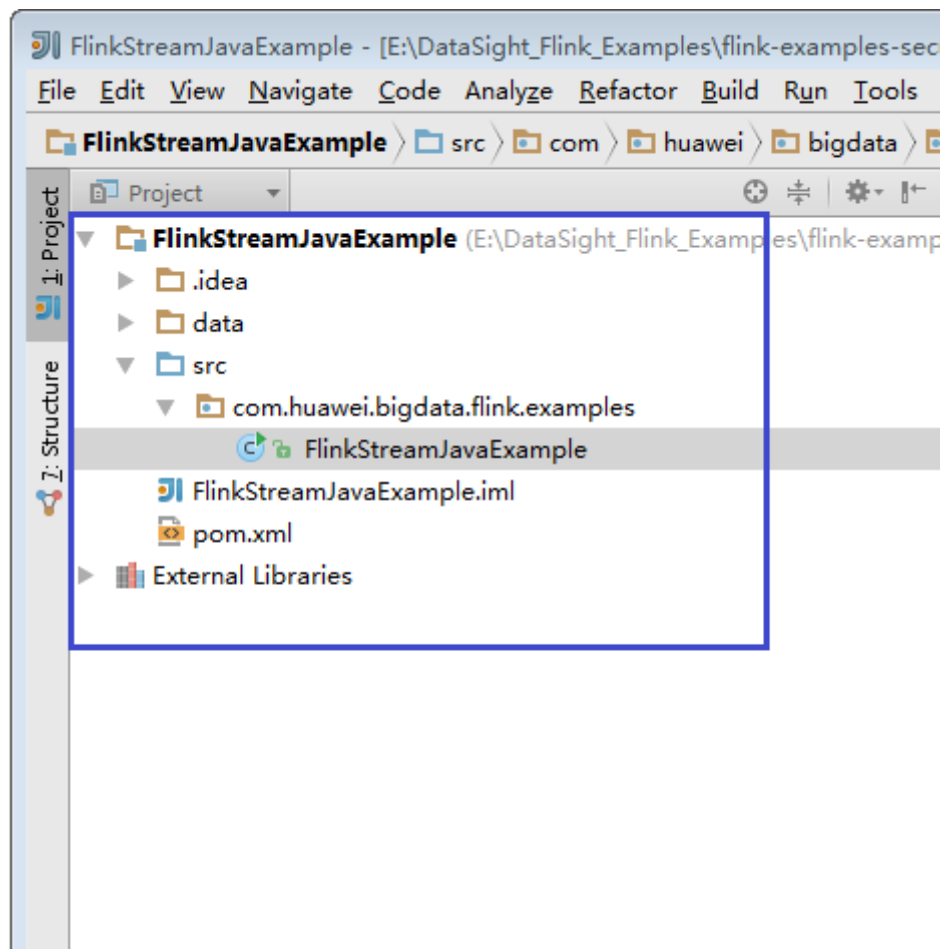 FlinkStreamJavaExample - [E:\DataSight_Flink_Examples\flink-examples-sec
File Edit View Navigate Code Analyze Refactor Build Run Tools
FlinkStreamJavaExample src com huawei bigdata
1: Project
7: Structure
Project
FlinkStreamJavaExample (E:\DataSight_Flink_Examples\flink-examp
.idea
data
src
com.huawei.bigdata.flink.examples
FlinkStreamJavaExample
FlinkStreamJavaExample.iml
pom.xml
External Libraries